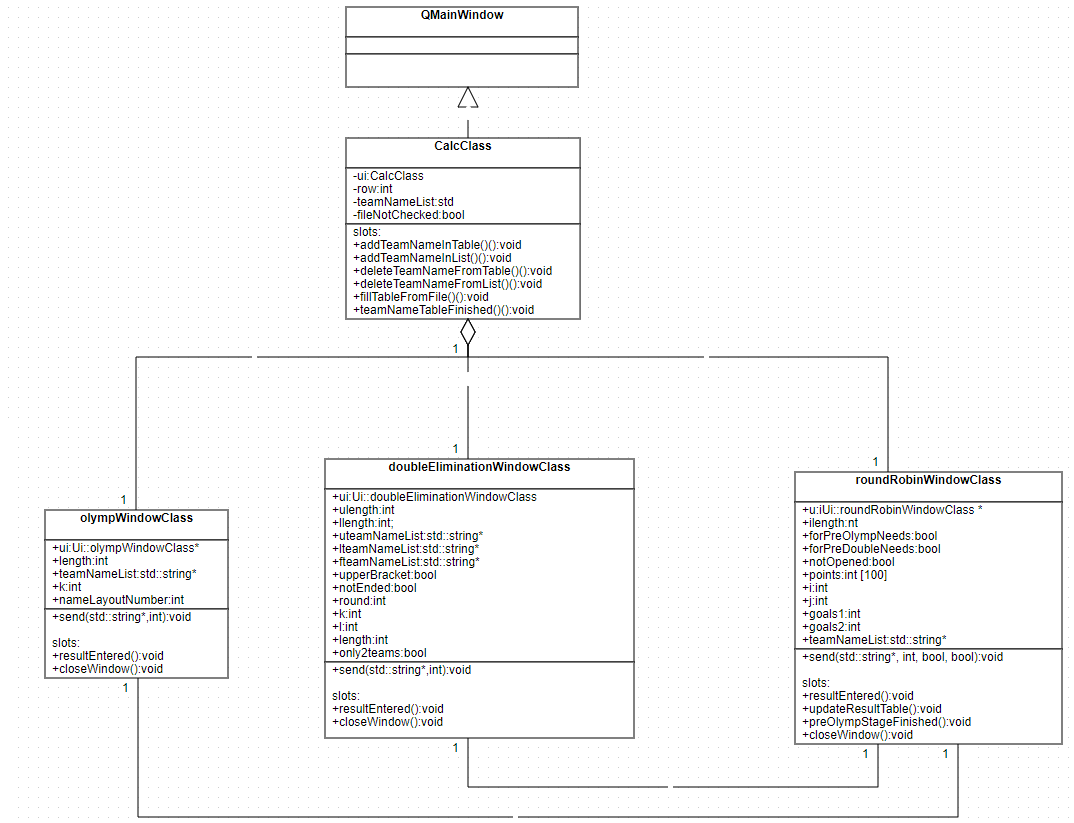 QMainWindow
CalcClass
-ui:CalcClass
-row:int
-teamNameList:std
-fileNotChecked:bool
slots:
+addTeamNameInTable()():void
+addTeamNameInList()():void
+deleteTeamNameFromTable()():void
+deleteTeamNameFromList()():void
+fillTableFromFile()():void
+teamNameTableFinished()():void
1
1
1
1
olympWindowClass
+ui:Ui::olympWindowClass*
+length:int
+teamNameList:std::string*
+k:int
+nameLayoutNumber:int
+send(std::string*,int):void
slots:
+resultEntered():void
+closeWindow():void
1
doubleEliminationWindowClass
+ui:Ui::doubleEliminationWindowClass
+ulength:int
+llength:int;
+uteamNameList:std::string*
+lteamNameList:std::string*
+fteamNameList:std::string*
+upperBracket:bool
+notEnded:bool
+round:int
+k:int
+l:int
+length:int
+only2teams:bool
+send(std::string*,int):void
slots:
+resultEntered():void
+closeWindow():void
1
roundRobinWindowClass
+u:iUi::roundRobinWindowClass *
+ilength:nt
+forPreOlympNeeds:bool
+forPreDoubleNeeds:bool
+notOpened:bool
+points:int [100]
+i:int
+j:int
+goals1:int
+goals2:int
+teamNameList:std::string*
+send(std::string*, int, bool, bool):void
slots:
+resultEntered():void
+updateResultTable():void
+preOlympStageFinished():void
+closeWindow():void
1
1